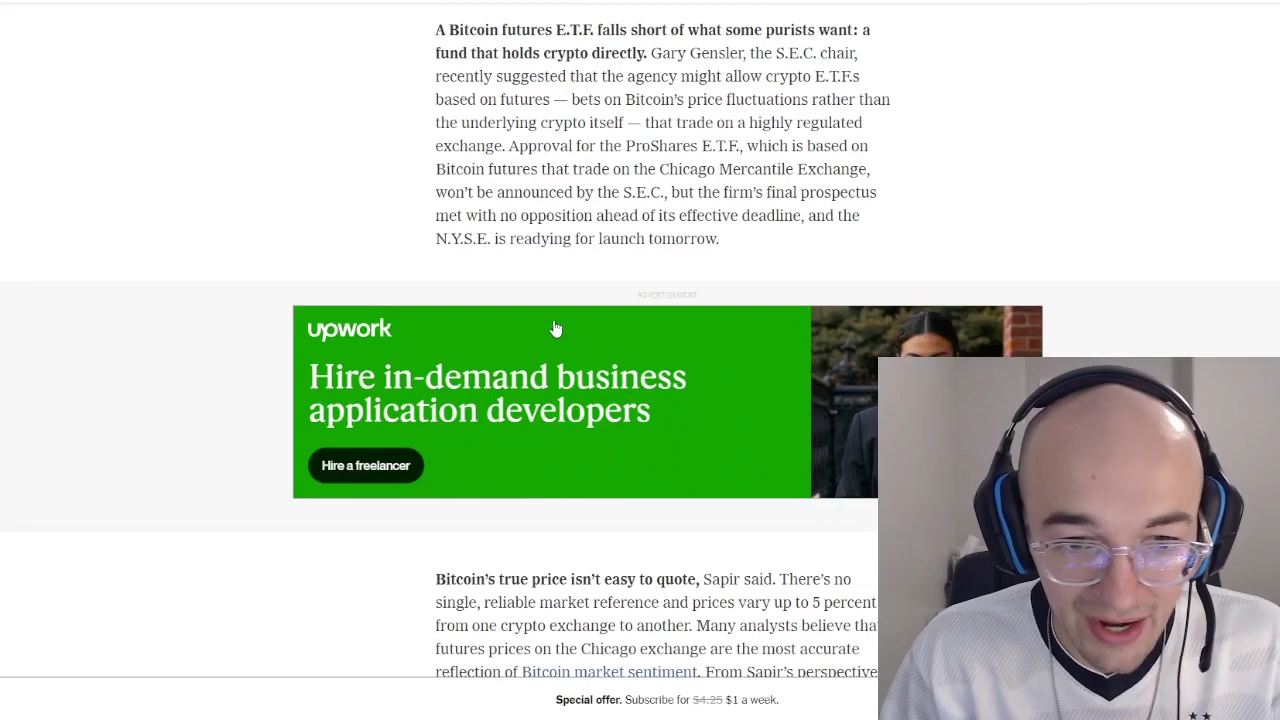 A Bitcoin futures E.T.F. falls short of what some purists want: a
fund that holds crypto directly. Gary Gensler, the S.E.C. chair,
recently suggested that the agency might allow crypto E.T.F.s
based on futures — bets on Bitcoin’s price fluctuations rather than
the underlying crypto itself — that trade on a highly regulated
exchange. Approval for the ProShares E.T.F., which is based on
Bitcoin futures that trade on the Chicago Mercantile Exchange,
won’t be announced by the S.E.C., but the firm’s final prospectus
met with no opposition ahead of its effective deadline, and the
N.Y.S.E. is readying for launch tomorrow.
ADVERTISEMENT
upwork
Hire in-demand business
application developers
Hire a freelancer
Bitcoin’s true price isn’t easy to quote, Sapir said. There’s no
single, reliable market reference and prices vary up to 5 percent
from one crypto exchange to another. Many analysts believe tha
futures prices on the Chicago exchange are the most accurate
reflection of Bitcoin market sentiment. From Sapir’s perspective
Special offer. Subscribe for $4.25 $1 a week.